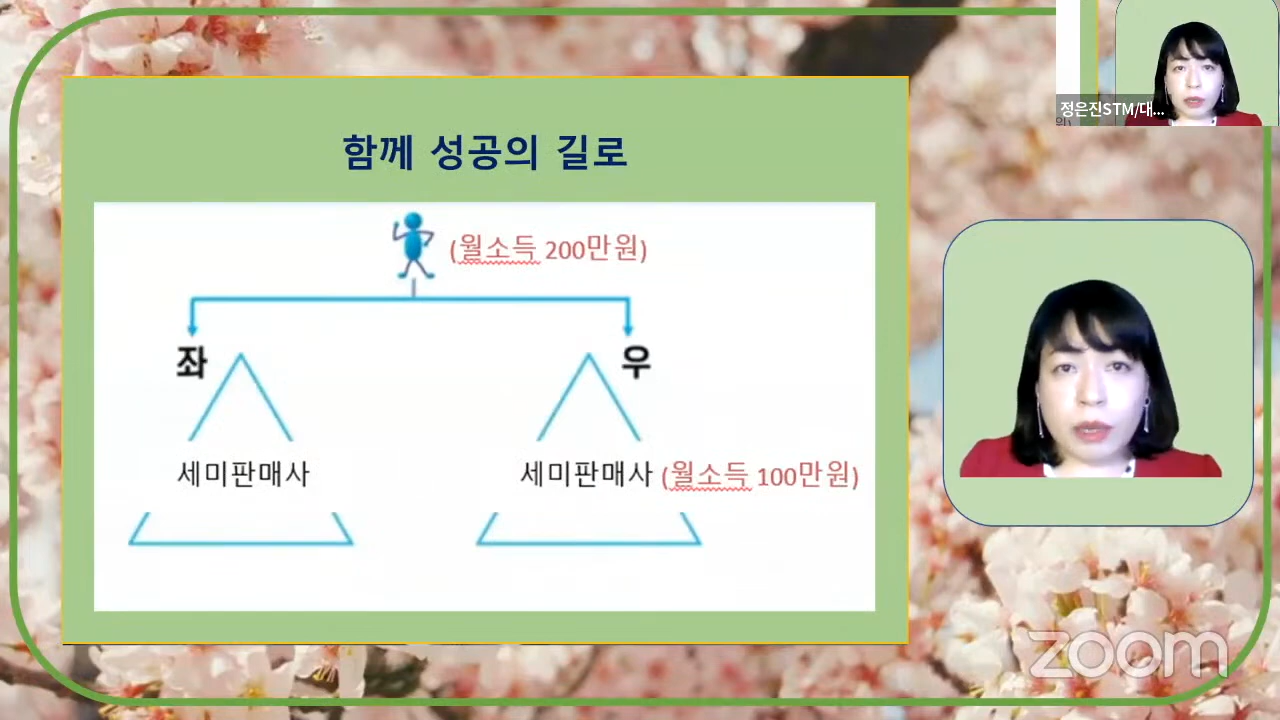 함께 성공의 길로
(월소득 200만원)
좌
우
세미판매사
세미판매사 (월소득 100만원)
정은진STM/대...
zoom